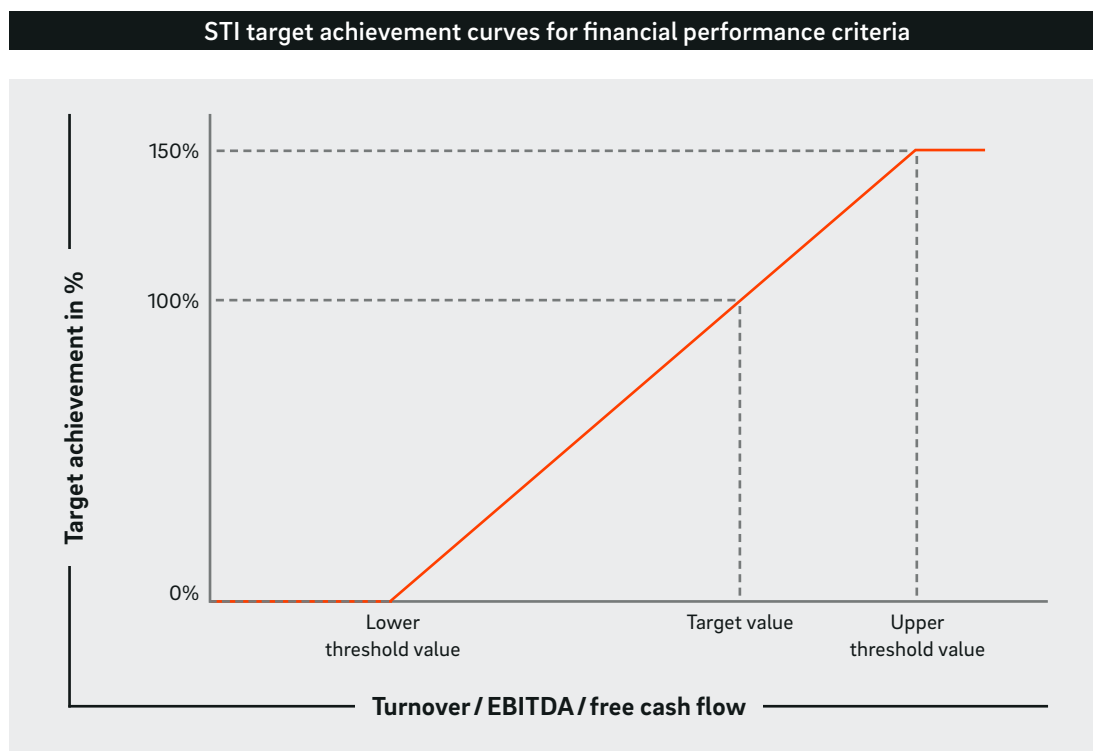 STI target achievement curves for financial performance criteria
150%
100%
0%
Target achievement in %
Lower
threshold value
Target value
Upper
threshold value
Turnover / EBITDA / free cash flow